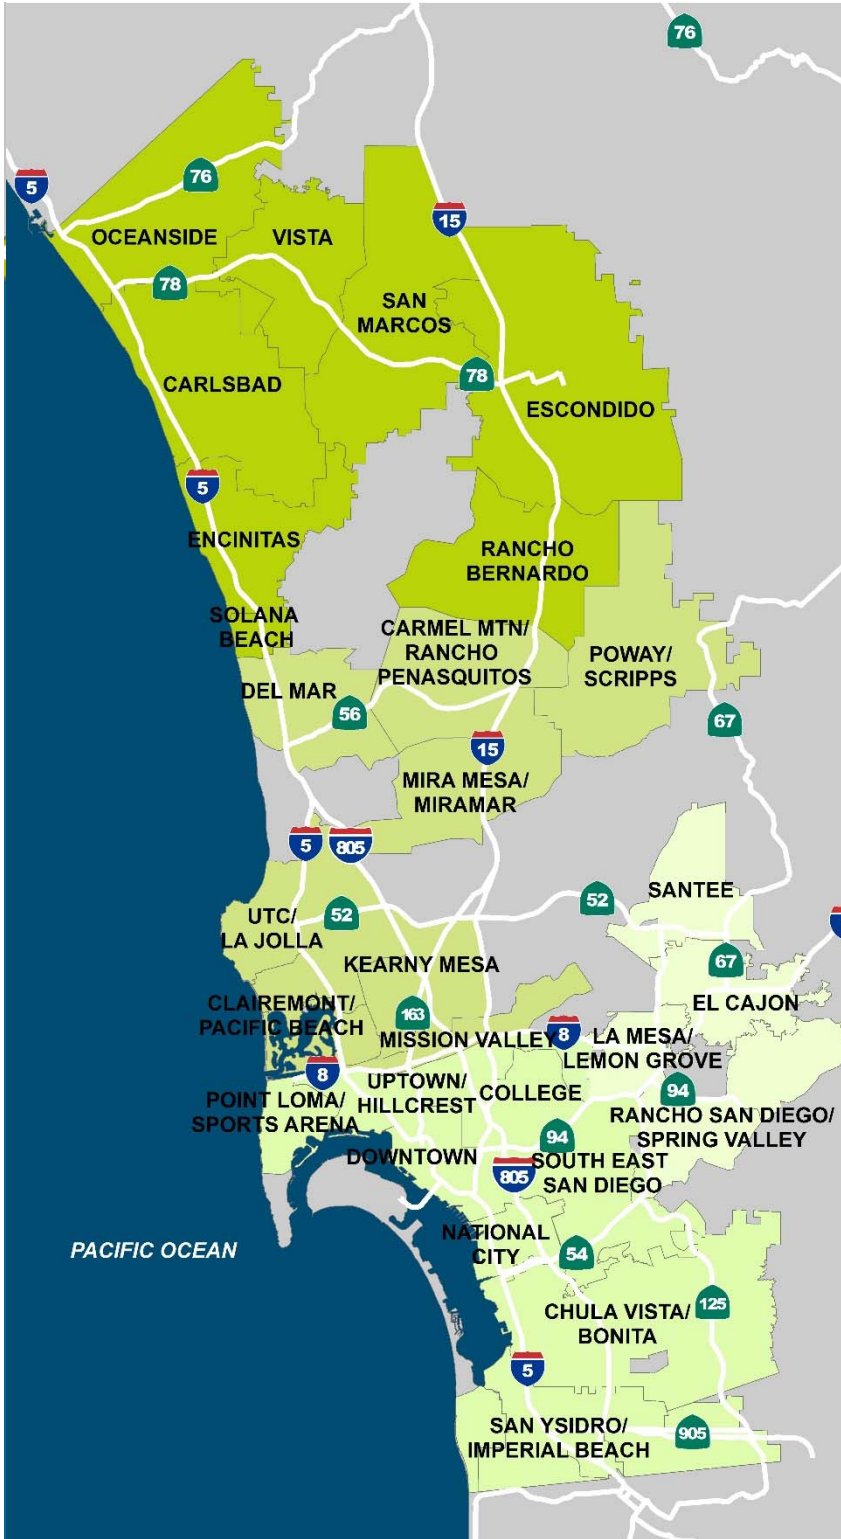 76
5
76
15
OCEANSIDE
VISTA
78
SAN
MARCOS
78
CARLSBAD
ESCONDIDO
5
ENCINITAS
RANCHO
BERNARDO
SOLANA
BEACH
CARMEL MTN/
RANCHO
PENASQUITOS
POWAY/
SCRIPPS
DEL MAR
56
67
15
MIRA MESA/
MIRAMAR
5
805
SANTEE
52
52
UTC/
LA JOLLA
KEARNY MESA
67
EL CAJON
CLAIREMONT/
PACIFIC BEACH
163
MISSION VALLEY
8
LA MESA/
LEMON GROVE
8
UPTOWN/
HILLCREST
COLLEGE
94
POINT LOMA/
SPORTS ARENA
RANCHO SAN DIEGO/
SPRING VALLEY
94
DOWNTOWN
805
SOUTH EAST
SAN DIEGO
NATIONAL
CITY
54
PACIFIC OCEAN
CHULA VISTA/
BONITA
125
5
SAN YSIDRO/
IMPERIAL BEACH
905